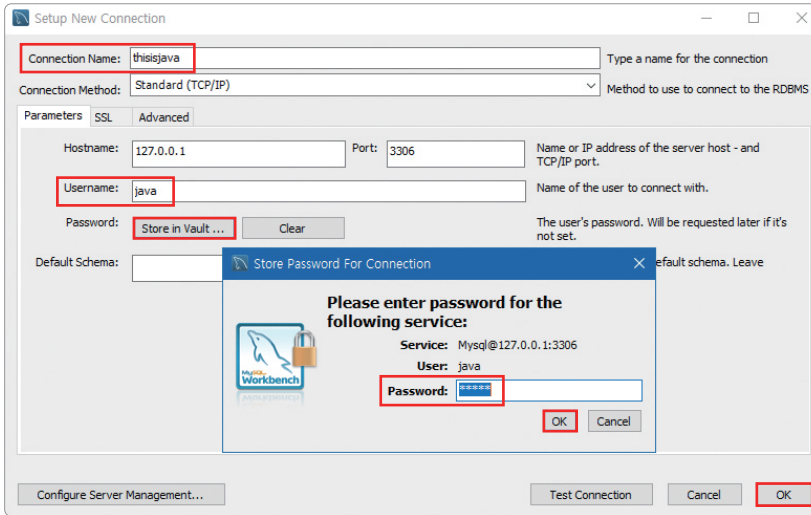 Setup New Connection
Connection Name: thisisjava Type a name for the connection
Connection Method: Standard (TCP/IP) Method to use to connect to the RDBMS
Parameters SSL Advanced
Hostname: 127.0.0.1 Port: 3306 Name or IP address of the server host - and
TCP/IP port.
Username: java Name of the user to connect with.
Password: Store in Vault ... Clear The user's password. Will be requested later if it's
not set.
Default Schema: default schema. Leave
Store Password For Connection
Please enter password for the
following service:
Service: Mysql@127.0.0.1:3306
User: java
Password: *****
MySQL
Workbench
OK Cancel
Configure Server Management... Test Connection Cancel OK